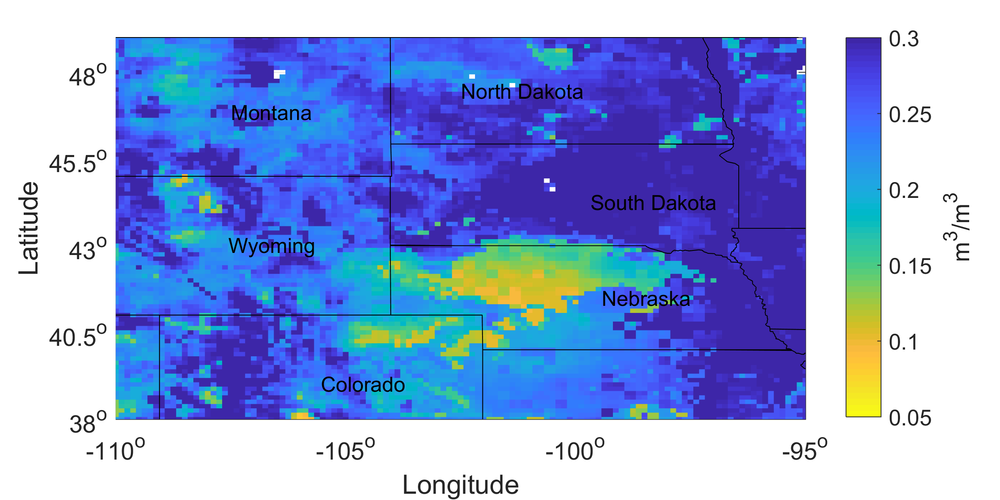 0.3
48°
North Dakota
Montana
0.25
45.5°
0.2
South Dakota
Latitude
m³/m³
43°
Wyoming
0.15
Nebraska
40.5°
0.1
Colorado
38°
0.05
-110° -105° -100° -95°
Longitude